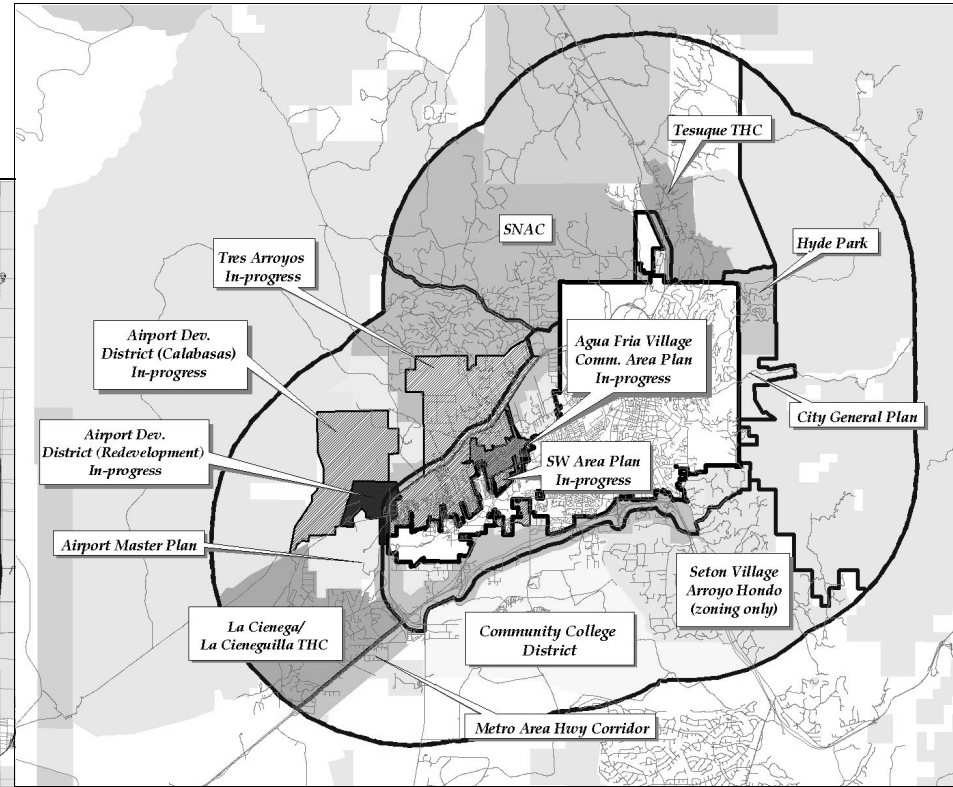 Tesuque THC
SNAC
Hyde Park
Tres Arroyos
In-progress
Airport Dev.
District (Calabasas)
In-progress
Agua Fria Village
Comm. Area Plan
In-progress
City General Plan
Airport Dev.
District (Redevelopment)
In-progress
SW Area Plan
In-progress
Airport Master Plan
Seton Village
Arroyo Hondo
(zoning only)
La Cienega/
La Cieneguilla THC
Community College
District
Metro Area Hwy Corridor